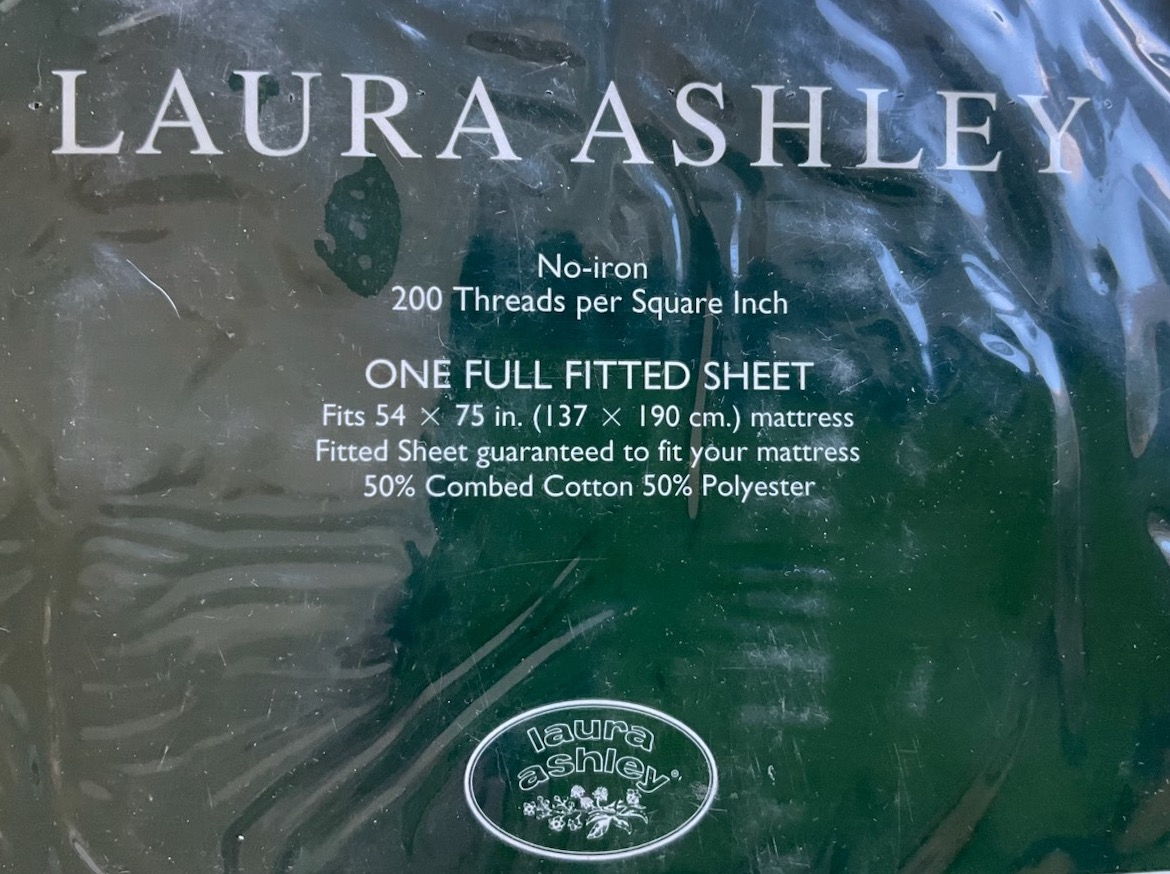 LAURA ASHLEY
No-iron
200 Threads per Square Inch
ONE FULL FITTED SHEET
Fits 54 × 75 in. (137 × 190 cm.) mattress
Fitted Sheet guaranteed to fit your mattress
50% Combed Cotton 50% Polyester
laura
ashley®